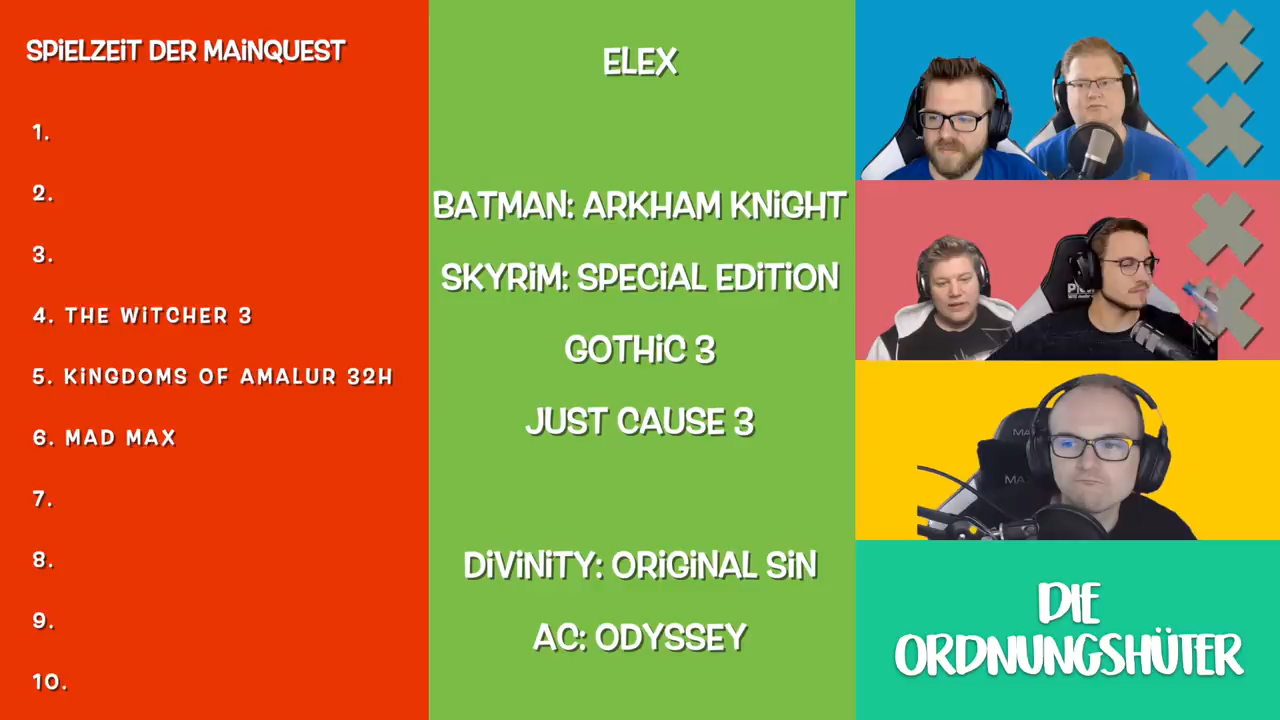 SPIELZEIT DER MAINQUEST
1.
2.
3.
4. THE WITCHER 3
5. KINGDOMS OF AMALUR 32H
6. MAD MAX
7.
8.
9.
10.
ELEX
BATMAN: ARKHAM KNIGHT
SKYRIM: SPECIAL EDITION
GOTHIC 3
JUST CAUSE 3
DIVINITY: ORIGINAL SIN
AC: ODYSSEY
DIE
ORDNUNGSHÜTER